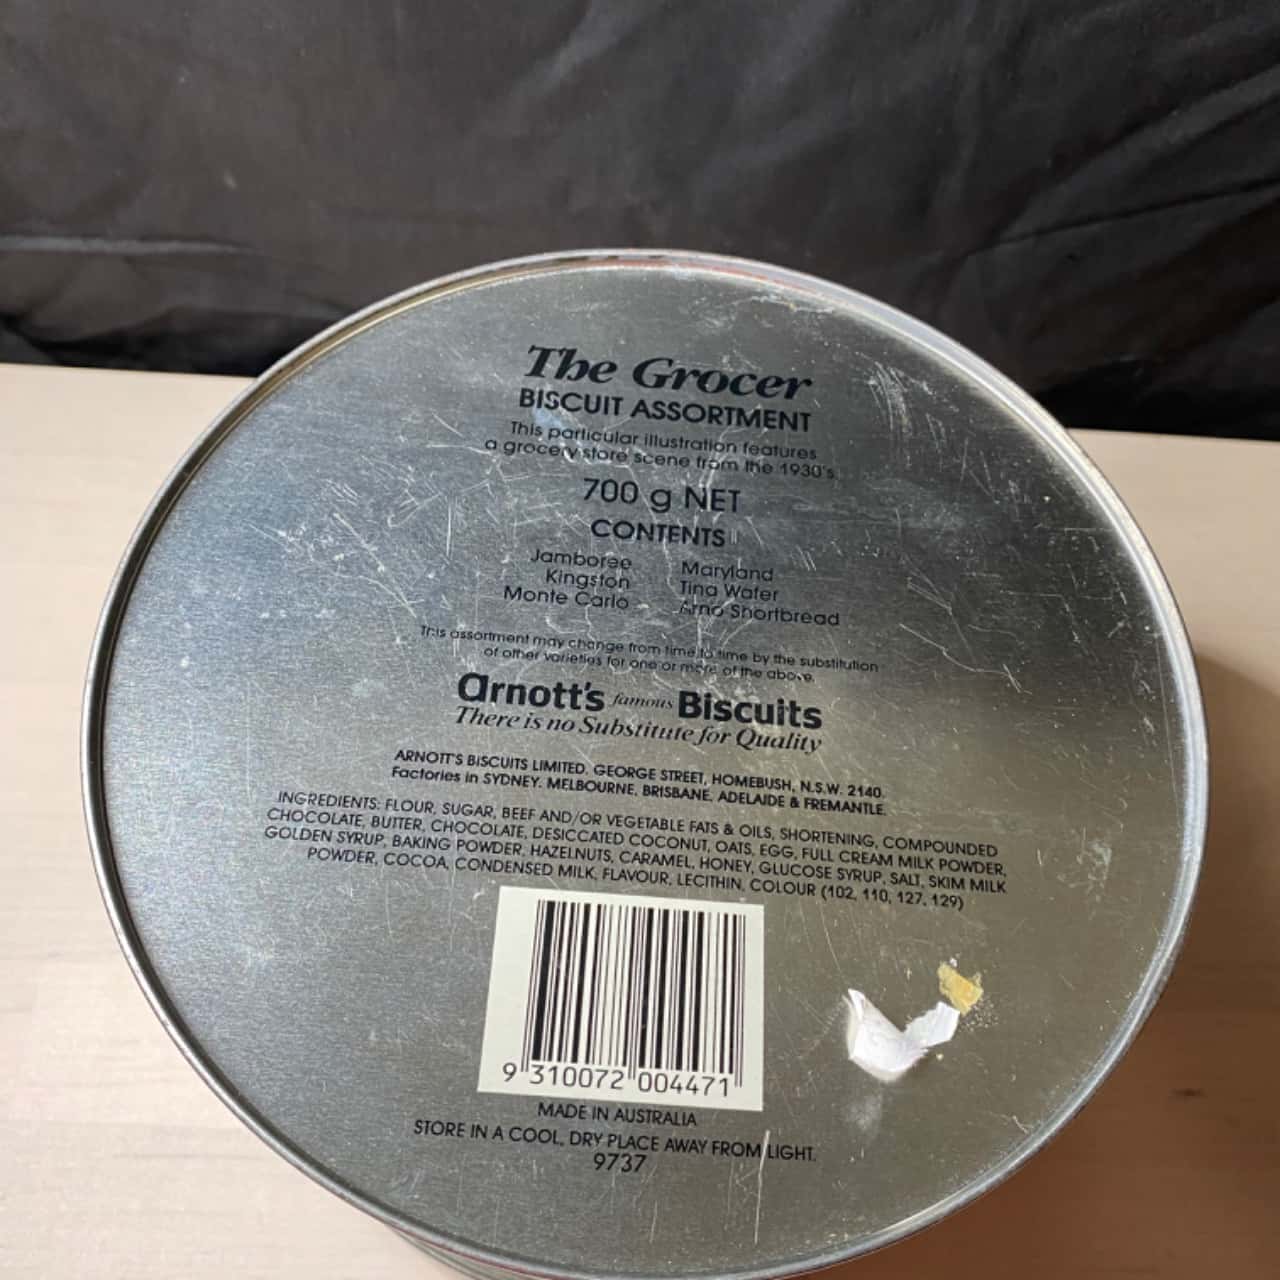 The Grocer
BISCUIT ASSORTMENT
This particular illustration features
a grocery store scene from the 1930's
700 g NET
CONTENTS
Jamboree Maryland
Kingston Tina Wafer
Monte Carlo Arno Shortbread
This assortment may change from time to time by the substitution
of other varieties for one or more of the above.
arnott's famous Biscuits
There is no Substitute for Quality
ARNOTT'S BISCUITS LIMITED. GEORGE STREET, HOMEBUSH, N.S.W. 2140.
Factories in SYDNEY. MELBOURNE, BRISBANE, ADELAIDE & FREMANTLE.
INGREDIENTS: FLOUR, SUGAR, BEEF AND/OR VEGETABLE FATS & OILS, SHORTENING, COMPOUNDED
CHOCOLATE, BUTTER, CHOCOLATE, DESICCATED COCONUT, OATS, EGG, FULL CREAM MILK POWDER,
GOLDEN SYRUP, BAKING POWDER, HAZELNUTS, CARAMEL, HONEY, GLUCOSE SYRUP, SALT, SKIM MILK
POWDER, COCOA, CONDENSED MILK, FLAVOUR, LECITHIN, COLOUR (102, 110, 127, 129)
9 310072 004471
MADE IN AUSTRALIA
STORE IN A COOL, DRY PLACE AWAY FROM LIGHT.
9737